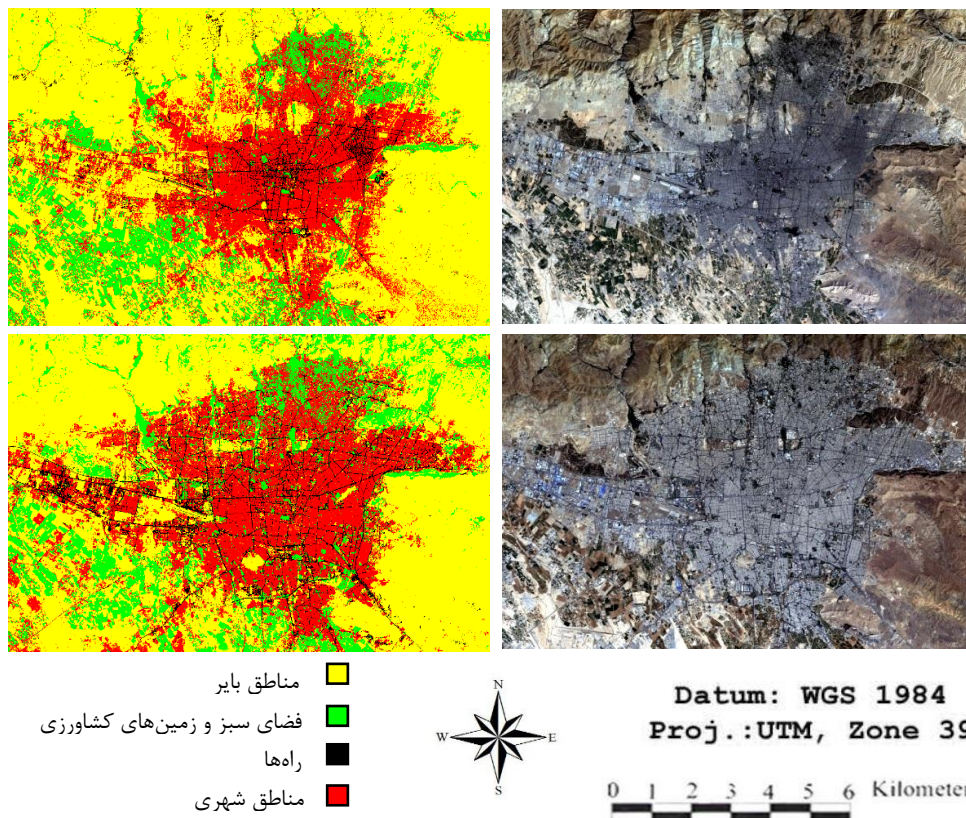 مناطق بایر
فضای سبز و زمین‌های کشاورزی
راه‌ها
مناطق شهری
N
W E
S
Datum: WGS 1984
Proj.:UTM, Zone 39
0 1 2 3 4 5 6 Kilometer